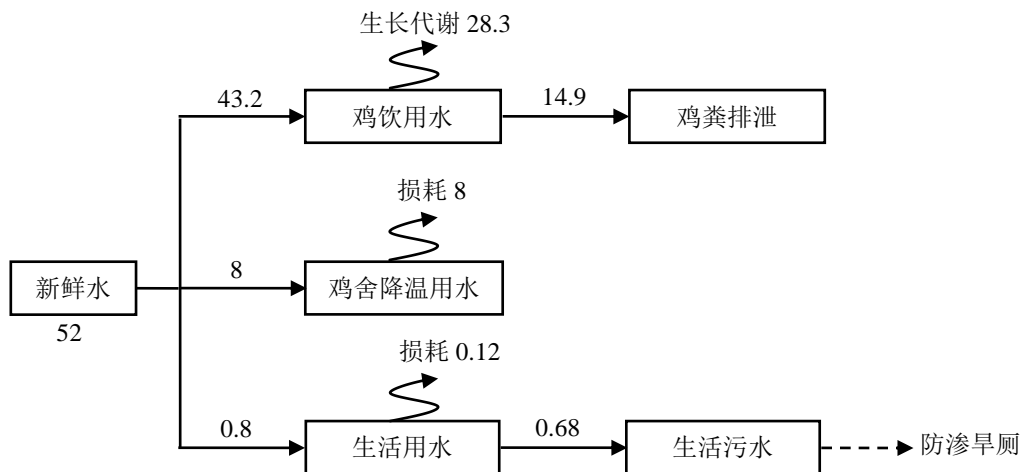 生长代谢 28.3
43.2
鸡饮用水
14.9
鸡粪排泄
损耗 8
新鲜水
52
8
鸡舍降温用水
损耗 0.12
0.8
生活用水
0.68
生活污水
防渗旱厕